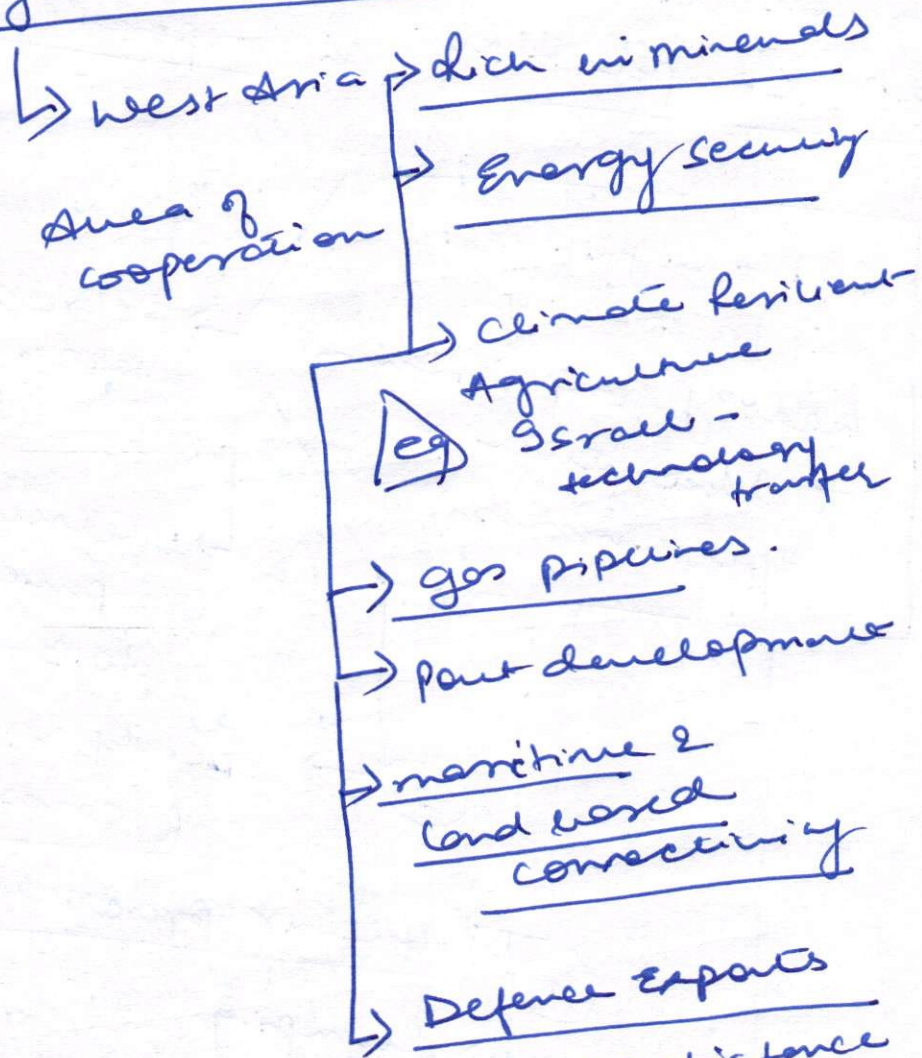 West Asia
Area of
cooperation
Rich in minerals
Energy security
Climate Resilient
Agriculture
eg Israel -
technology
transfer
gas pipelines.
Port development
maritime &
land based
connectivity
Defence Exports